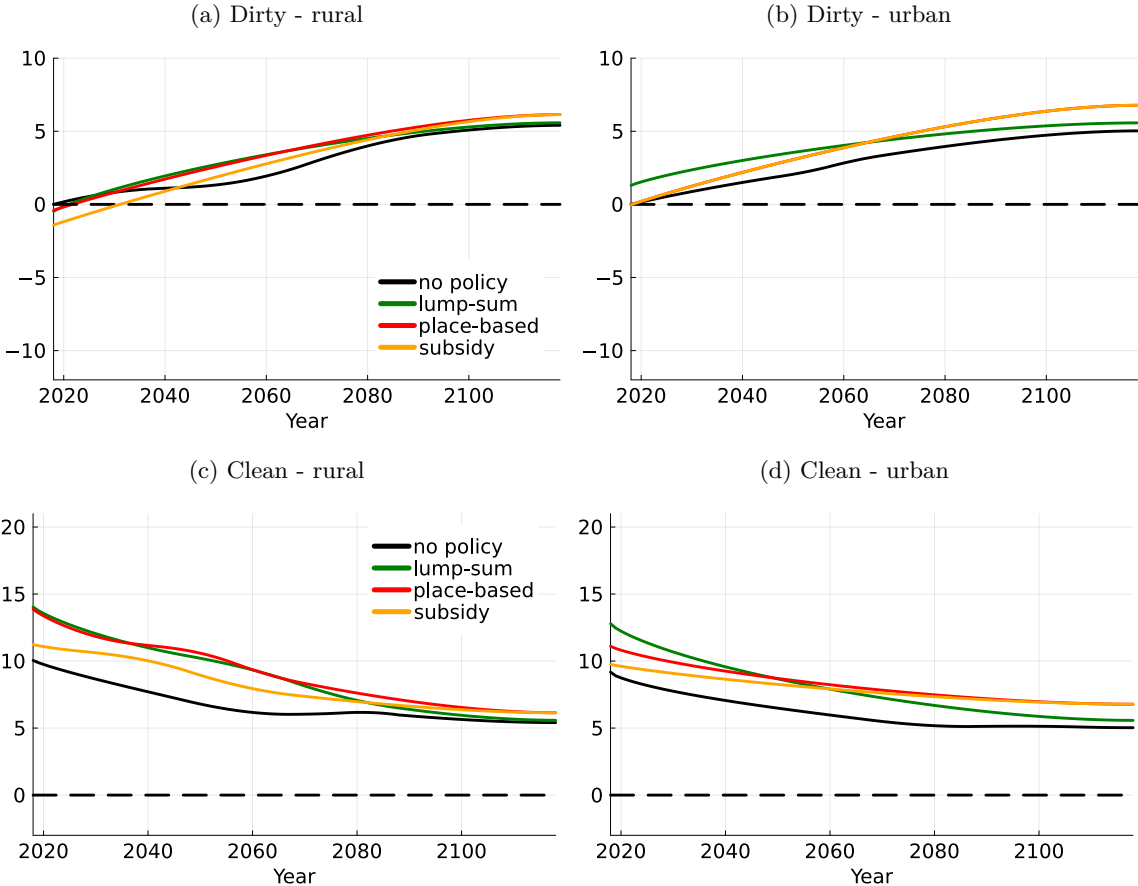 (a) Dirty - rural
10
5
0
−5
−10
no policy
lump-sum
place-based
subsidy
2020 2040 2060 2080 2100
Year
(b) Dirty - urban
10
5
0
−5
−10
2020 2040 2060 2080 2100
Year
(c) Clean - rural
20
15
10
5
0
no policy
lump-sum
place-based
subsidy
2020 2040 2060 2080 2100
Year
(d) Clean - urban
20
15
10
5
0
2020 2040 2060 2080 2100
Year